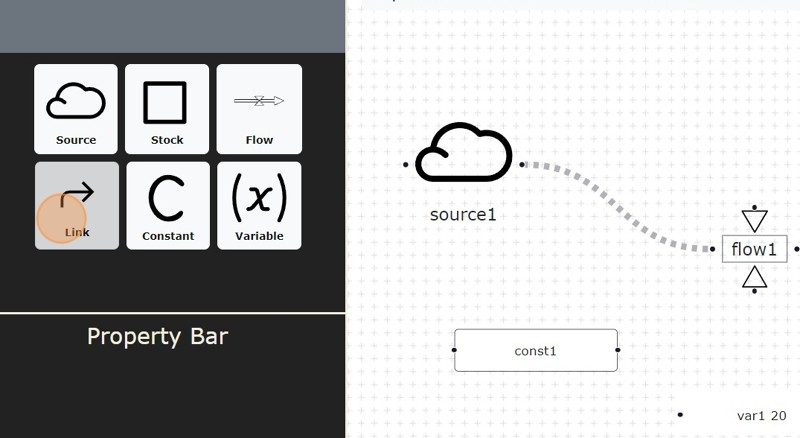 Source
Stock
Flow
Link
Constant
Variable
Property Bar
source1
flow1
const1
var1 20